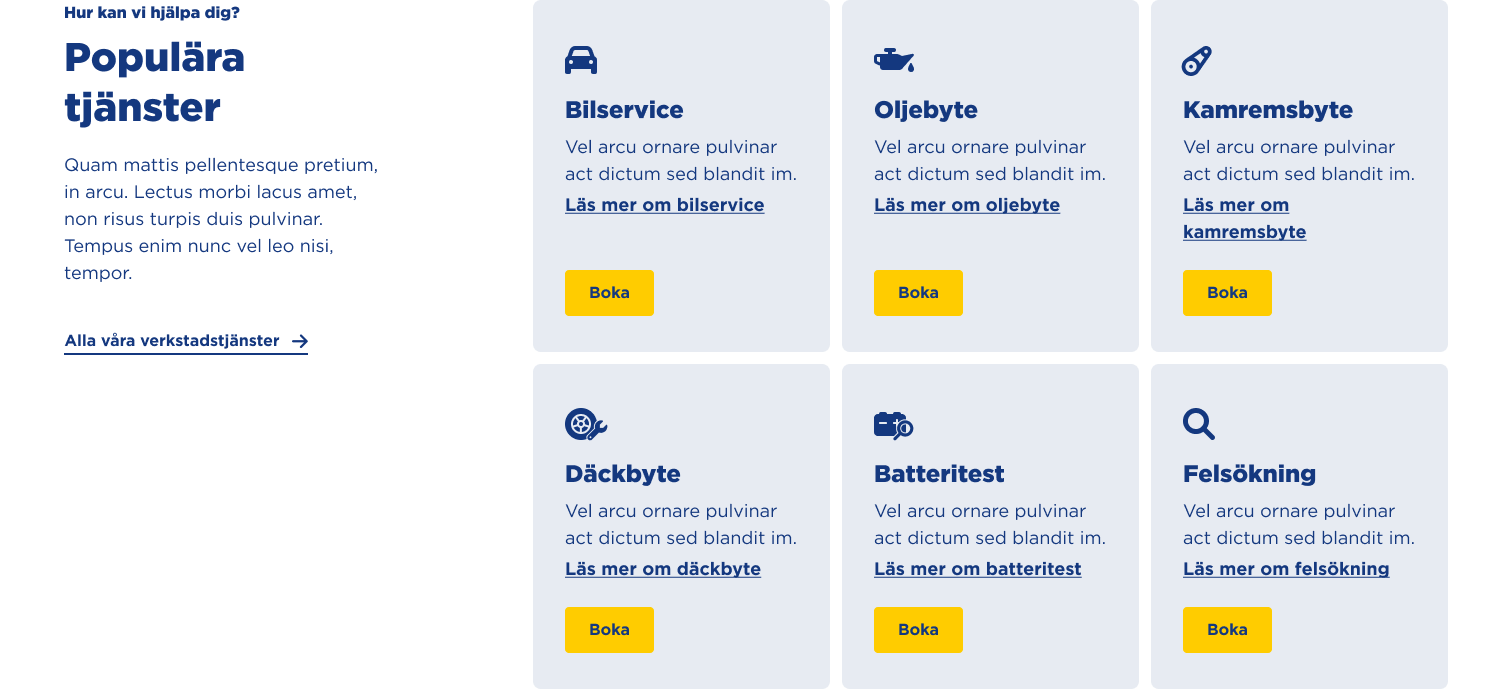 Hur kan vi hjälpa dig?
Populära
tjänster
Quam mattis pellentesque pretium,
in arcu. Lectus morbi lacus amet,
non risus turpis duis pulvinar.
Tempus enim nunc vel leo nisi,
tempor.
Alla våra verkstadstjänster
Bilservice
Vel arcu ornare pulvinar
act dictum sed blandit im.
Läs mer om bilservice
Boka
Oljebyte
Vel arcu ornare pulvinar
act dictum sed blandit im.
Läs mer om oljebyte
Boka
Kamremsbyte
Vel arcu ornare pulvinar
act dictum sed blandit im.
Läs mer om
kamremsbyte
Boka
Däckbyte
Vel arcu ornare pulvinar
act dictum sed blandit im.
Läs mer om däckbyte
Boka
Batteritest
Vel arcu ornare pulvinar
act dictum sed blandit im.
Läs mer om batteritest
Boka
Felsökning
Vel arcu ornare pulvinar
act dictum sed blandit im.
Läs mer om felsökning
Boka